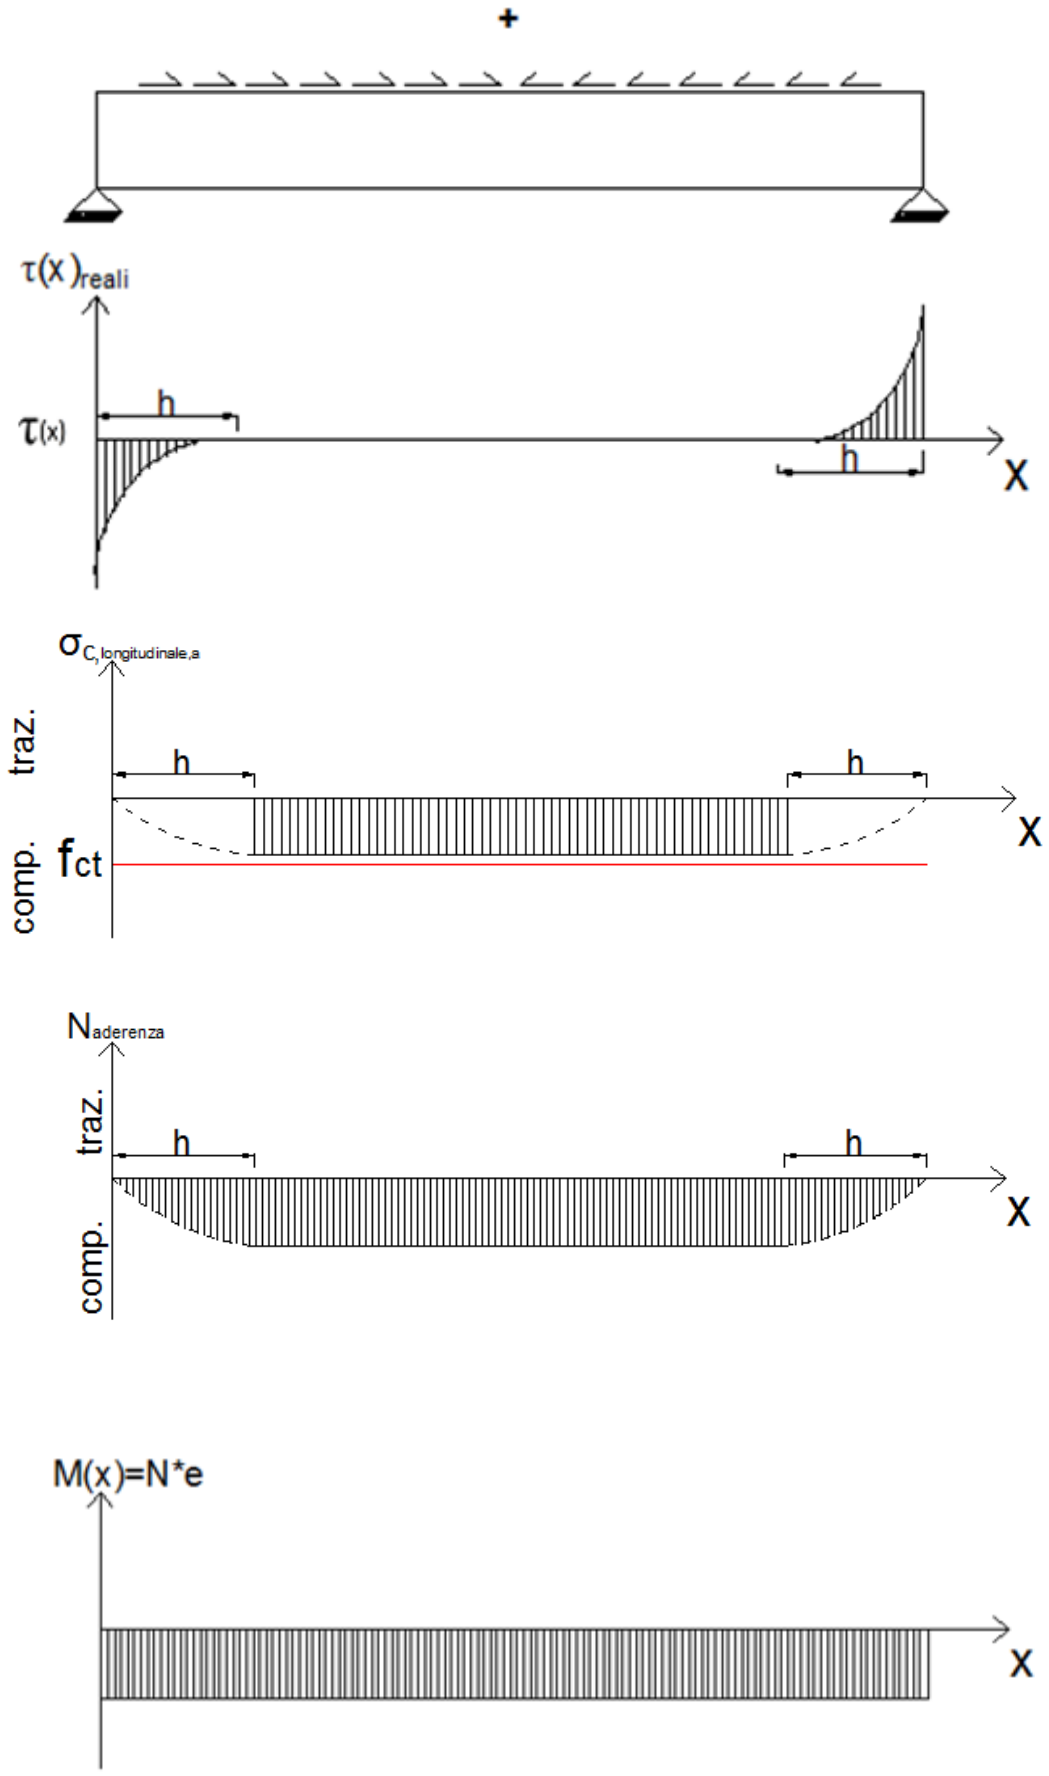 +
τ(x)reali
h
τ(x)
h
X
σC,longitudinale,a
traz.
h
h
X
comp.
fct
Naderenza
traz.
h
h
X
comp.
M(x)=N*e
X